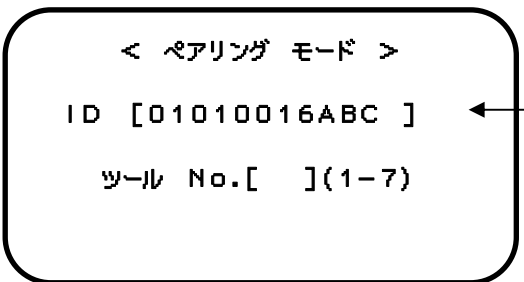 < ペアリング モード >
ID [01010016ABC ]
ツール No.[  ](1-7)